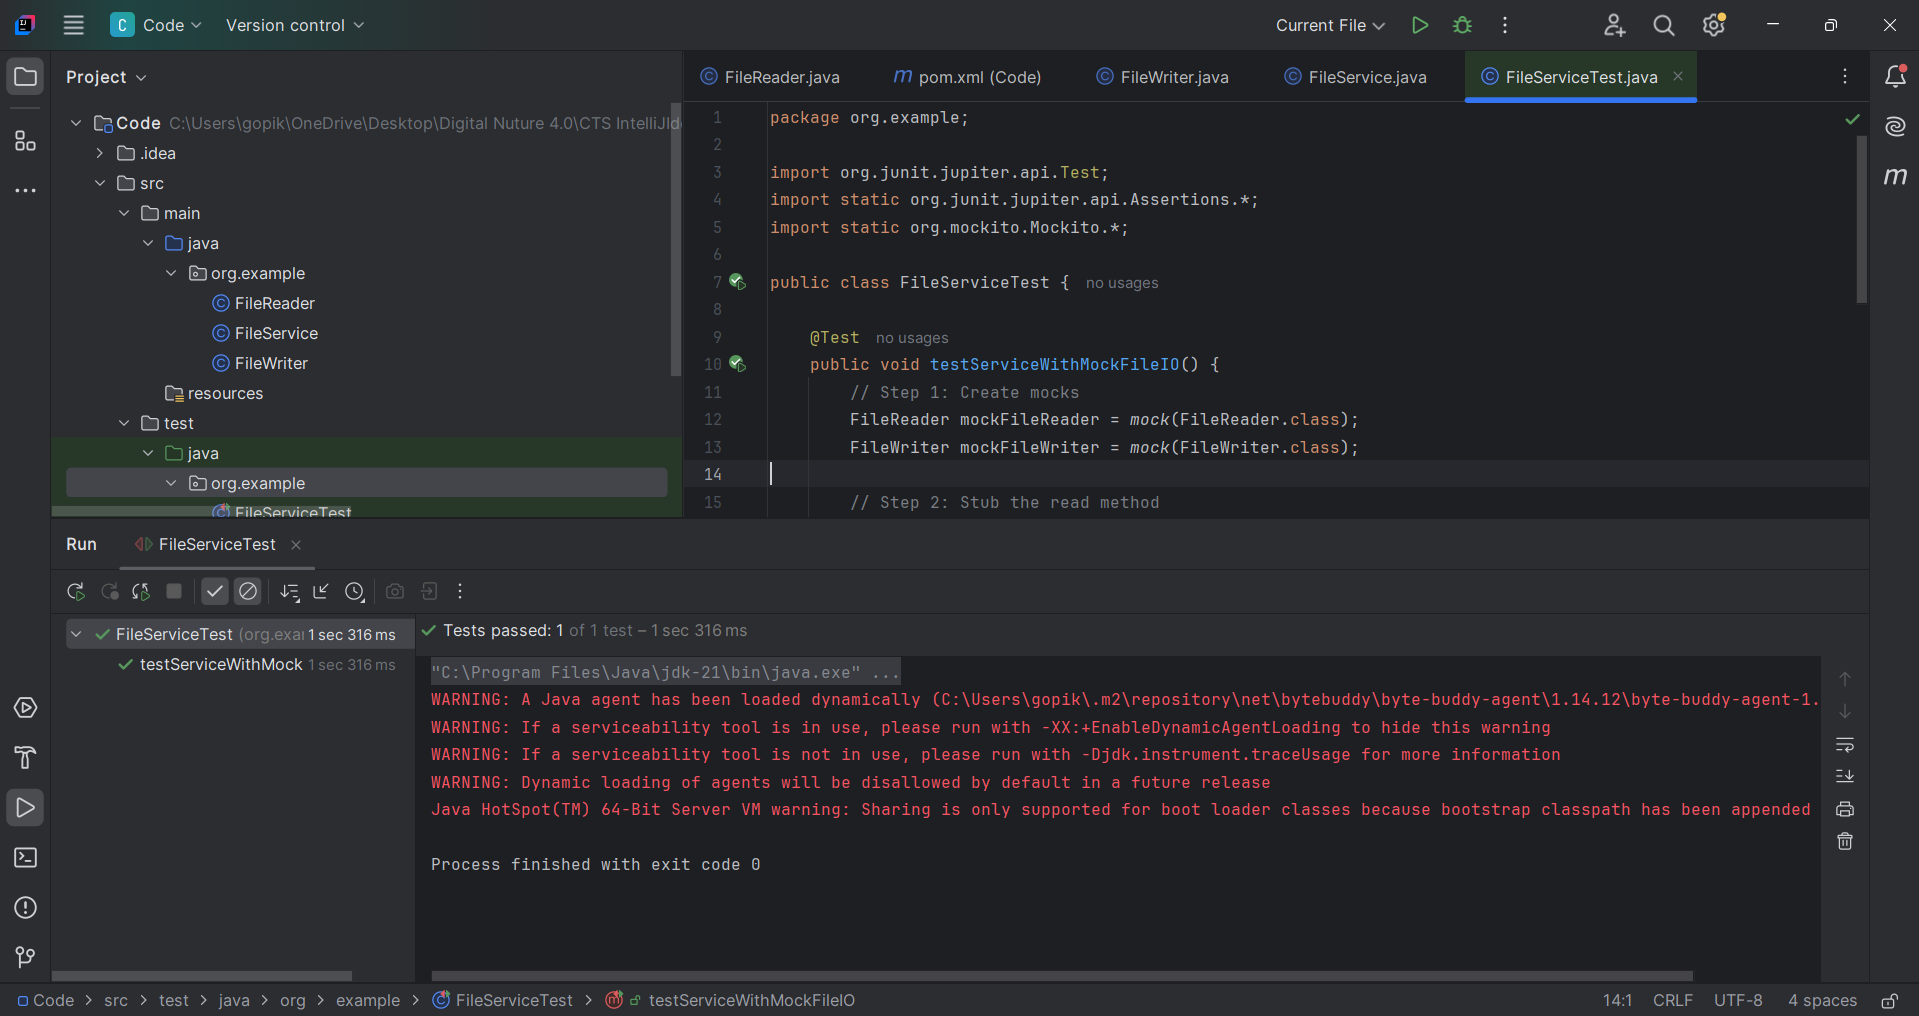 C Code Version control Current File
Project
Code C:\Users\gopik\OneDrive\Desktop\Digital Nuture 4.0\CTS IntelliJIde
.idea
src
main
java
org.example
FileReader
FileService
FileWriter
resources
test
java
org.example
FileServiceTest
FileReader.java m pom.xml (Code) FileWriter.java FileService.java FileServiceTest.java
1 package org.example;
2
3 import org.junit.jupiter.api.Test;
4 import static org.junit.jupiter.api.Assertions.*;
5 import static org.mockito.Mockito.*;
6
7 public class FileServiceTest { no usages
8
9 @Test no usages
10 public void testServiceWithMockFileIO() {
11 // Step 1: Create mocks
12 FileReader mockFileReader = mock(FileReader.class);
13 FileWriter mockFileWriter = mock(FileWriter.class);
14
15 // Step 2: Stub the read method
Run FileServiceTest
FileServiceTest (org.exa 1 sec 316 ms
testServiceWithMock 1 sec 316 ms
Tests passed: 1 of 1 test – 1 sec 316 ms
"C:\Program Files\Java\jdk-21\bin\java.exe" ...
WARNING: A Java agent has been loaded dynamically (C:\Users\gopik\.m2\repository\net\bytebuddy\byte-buddy-agent\1.14.12\byte-buddy-agent-1.
WARNING: If a serviceability tool is in use, please run with -XX:+EnableDynamicAgentLoading to hide this warning
WARNING: If a serviceability tool is not in use, please run with -Djdk.instrument.traceUsage for more information
WARNING: Dynamic loading of agents will be disallowed by default in a future release
Java HotSpot(TM) 64-Bit Server VM warning: Sharing is only supported for boot loader classes because bootstrap classpath has been appended
Process finished with exit code 0
Code > src > test > java > org > example > FileServiceTest > testServiceWithMockFileIO 14:1 CRLF UTF-8 4 spaces